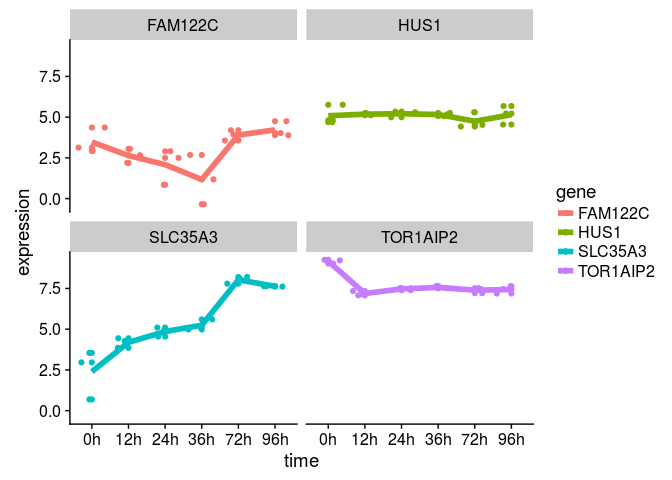 FAM122C HUS1
7.5
5.0
2.5
0.0
expression
SLC35A3 TOR1AIP2
7.5
5.0
2.5
0.0
0h 12h 24h 36h 72h 96h 0h 12h 24h 36h 72h 96h
time
gene
FAM122C
HUS1
SLC35A3
TOR1AIP2